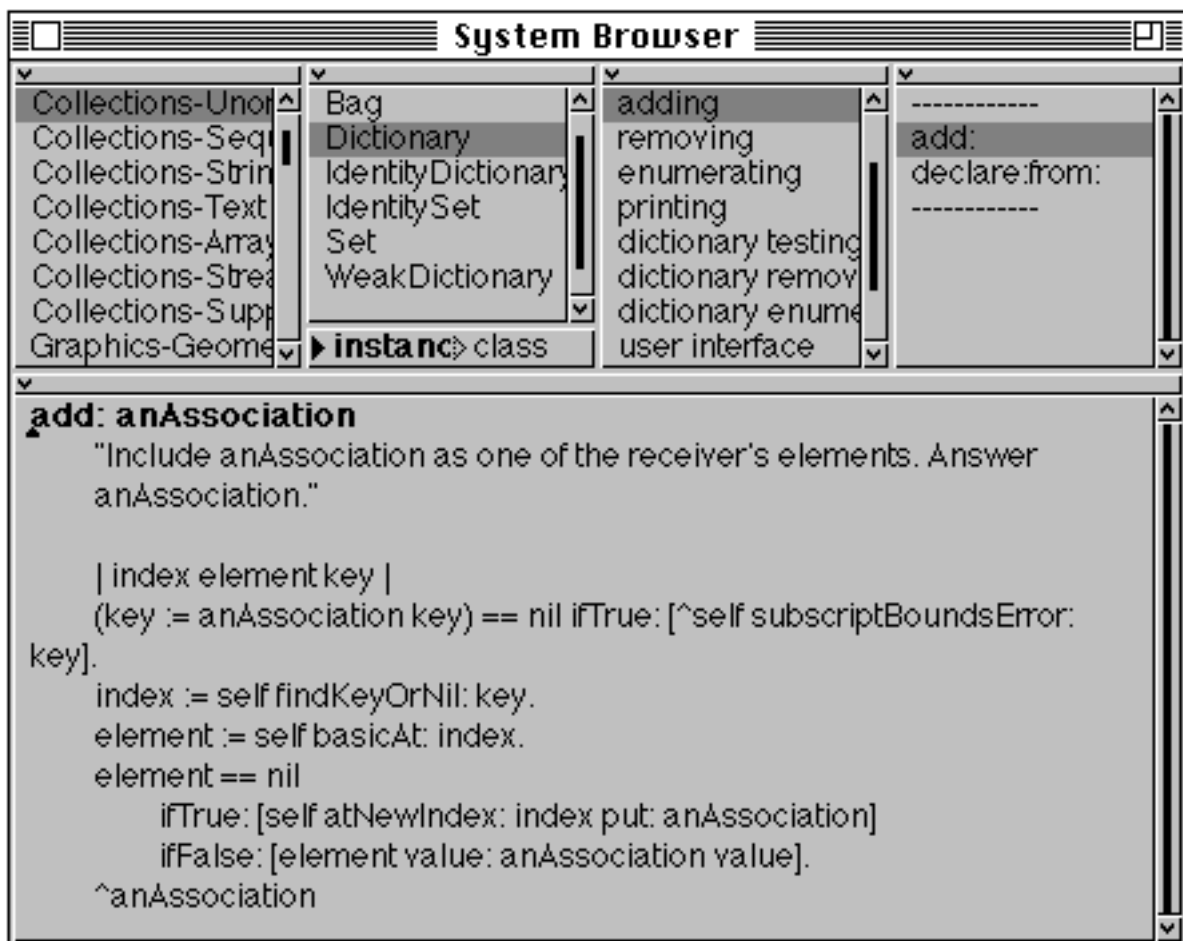 System Browser
Collections-Unor
Collections-Sequ
Collections-Strin
Collections-Text
Collections-Array
Collections-Strea
Collections-Supp
Graphics-Geome
Bag
Dictionary
IdentityDictionary
IdentitySet
Set
WeakDictionary
instanc class
adding
removing
enumerating
printing
dictionary testing
dictionary remov
dictionary enume
user interface
------------
add:
declare:from:
------------
add: anAssociation
"Include anAssociation as one of the receiver's elements. Answer
anAssociation."
| index element key |
(key := anAssociation key) == nil ifTrue: [^self subscriptBoundsError:
key].
index := self findKeyOrNil: key.
element := self basicAt: index.
element == nil
ifTrue: [self atNewIndex: index put: anAssociation]
ifFalse: [element value: anAssociation value].
^anAssociation